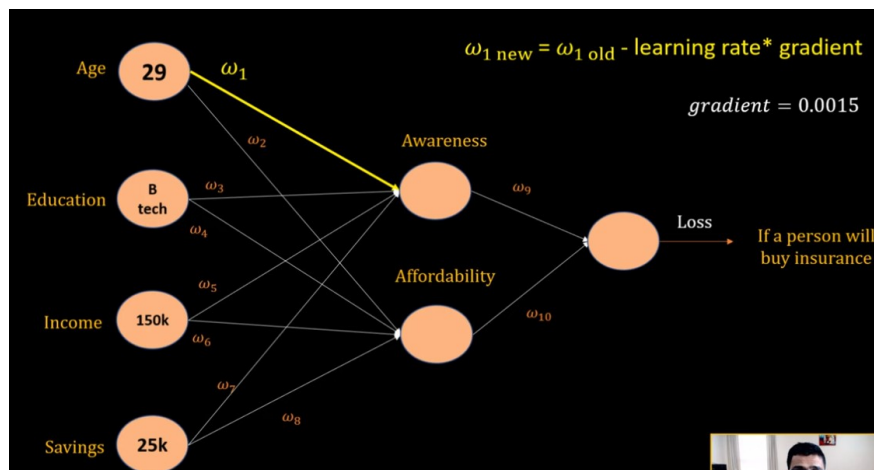 ω₁ new = ω₁ old - learning rate* gradient
Age
29
ω₁
gradient = 0.0015
ω₂
Awareness
Education
B
tech
ω₃
ω₉
ω₄
Loss
If a person will
buy insurance
Affordability
ω₅
Income
150k
ω₆
ω₁₀
ω₇
ω₈
Savings
25k